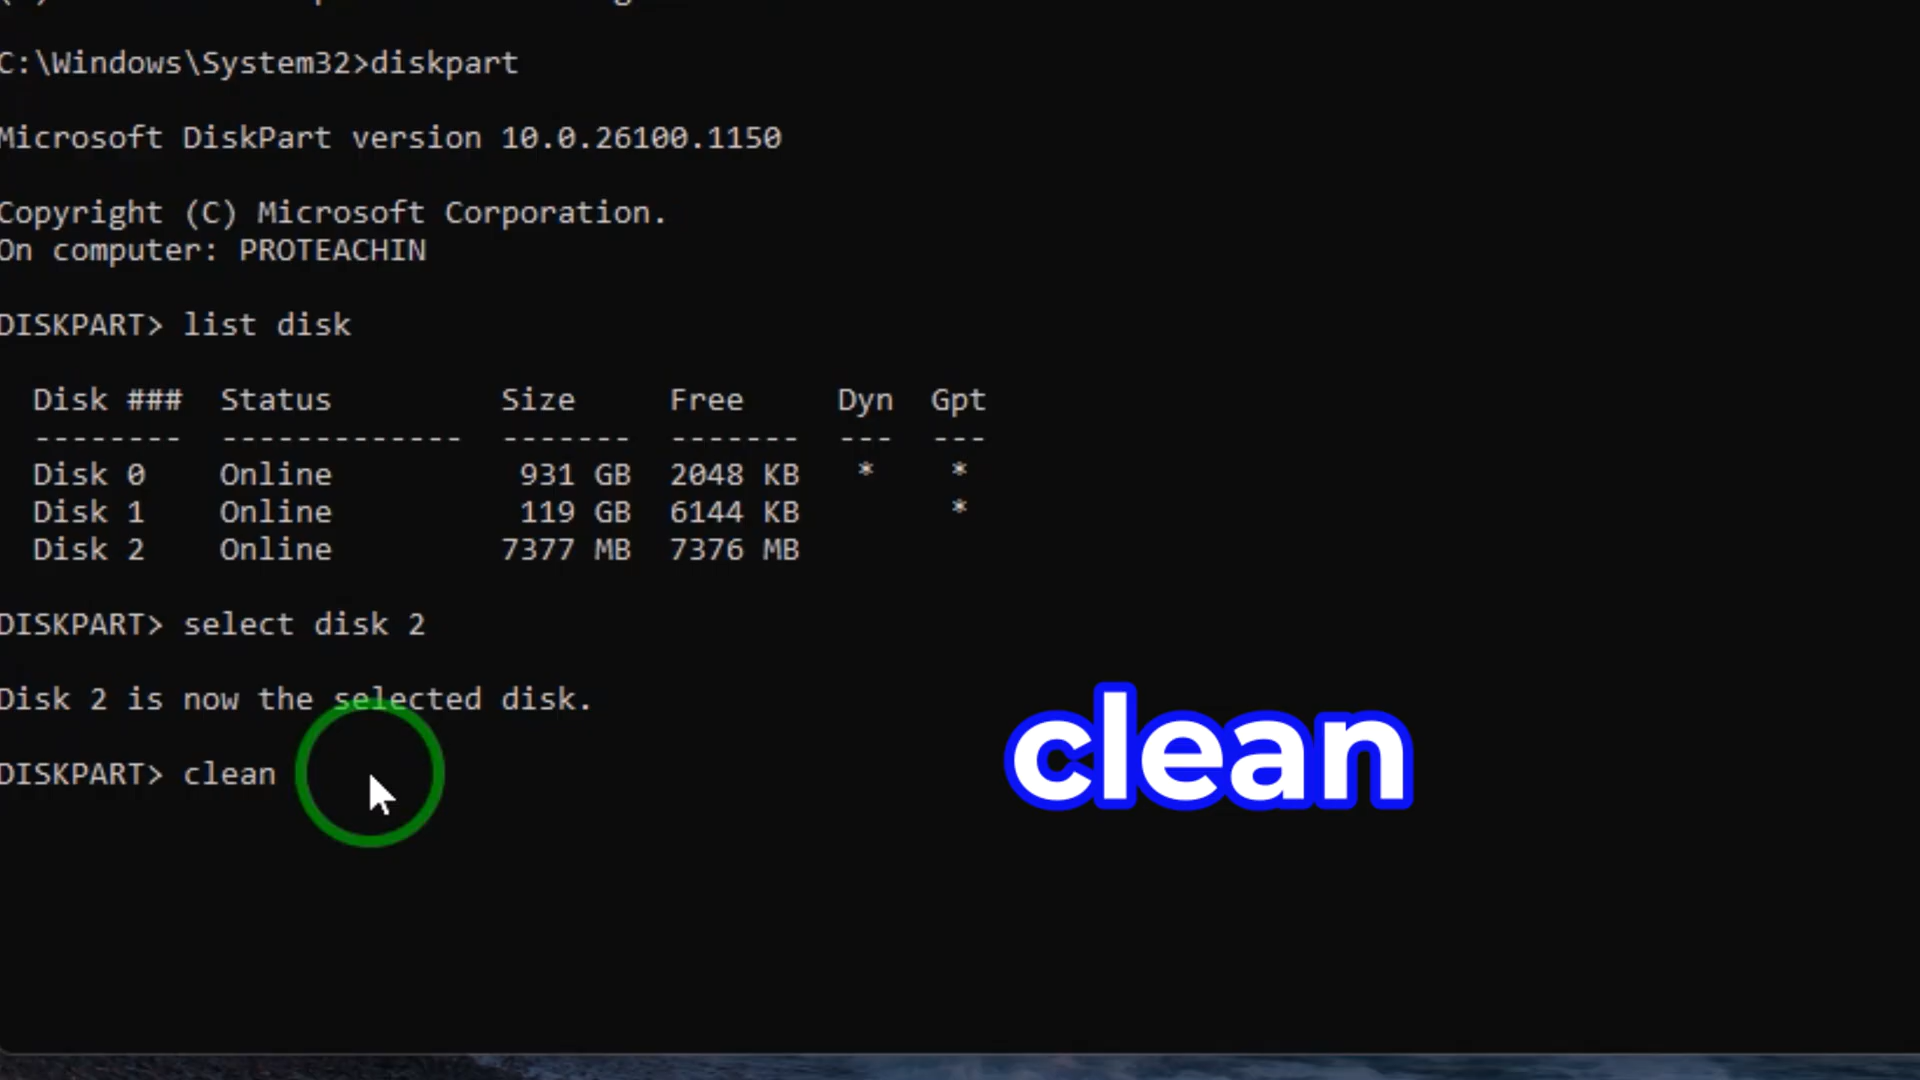 C:\Windows\System32>diskpart
Microsoft DiskPart version 10.0.26100.1150
Copyright (C) Microsoft Corporation.
On computer: PROTEACHIN
DISKPART> list disk
Disk ### Status Size Free Dyn Gpt
-------- ------------- ------- ------- --- ---
Disk 0 Online 931 GB 2048 KB * *
Disk 1 Online 119 GB 6144 KB *
Disk 2 Online 7377 MB 7376 MB
DISKPART> select disk 2
Disk 2 is now the selected disk.
DISKPART> clean
clean